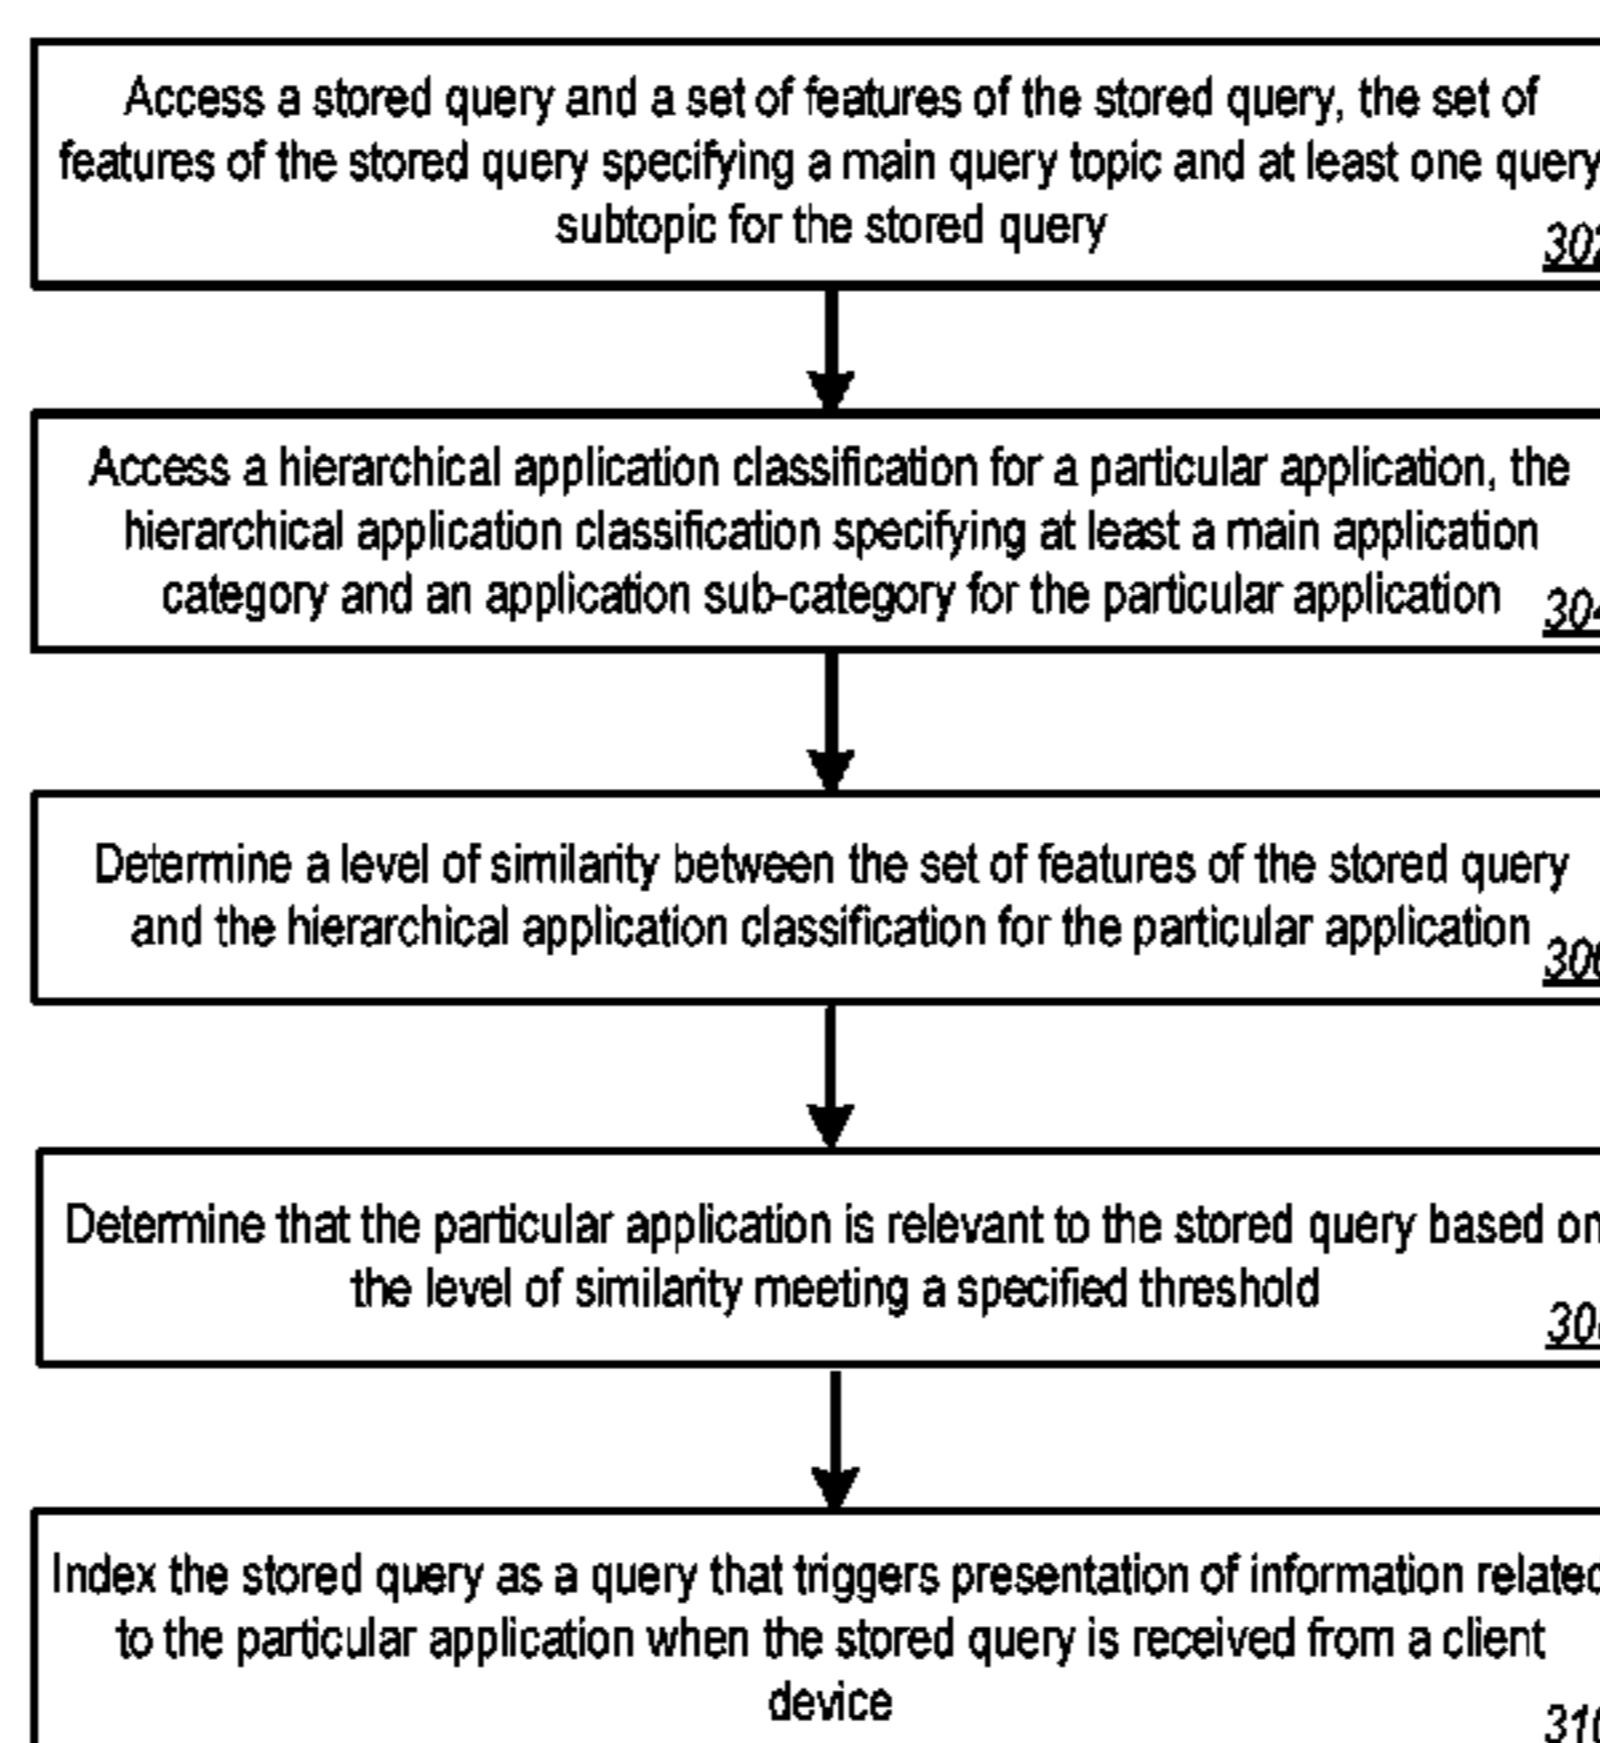 Access a stored query and a set of features of the stored query, the set of
features of the stored query specifying a main query topic and at least one query
subtopic for the stored query
302
Access a hierarchical application classification for a particular application, the
hierarchical application classification specifying at least a main application
category and an application sub-category for the particular application
304
Determine a level of similarity between the set of features of the stored query
and the hierarchical application classification for the particular application
306
Determine that the particular application is relevant to the stored query based on
the level of similarity meeting a specified threshold
308
Index the stored query as a query that triggers presentation of information related
to the particular application when the stored query is received from a client
device
310